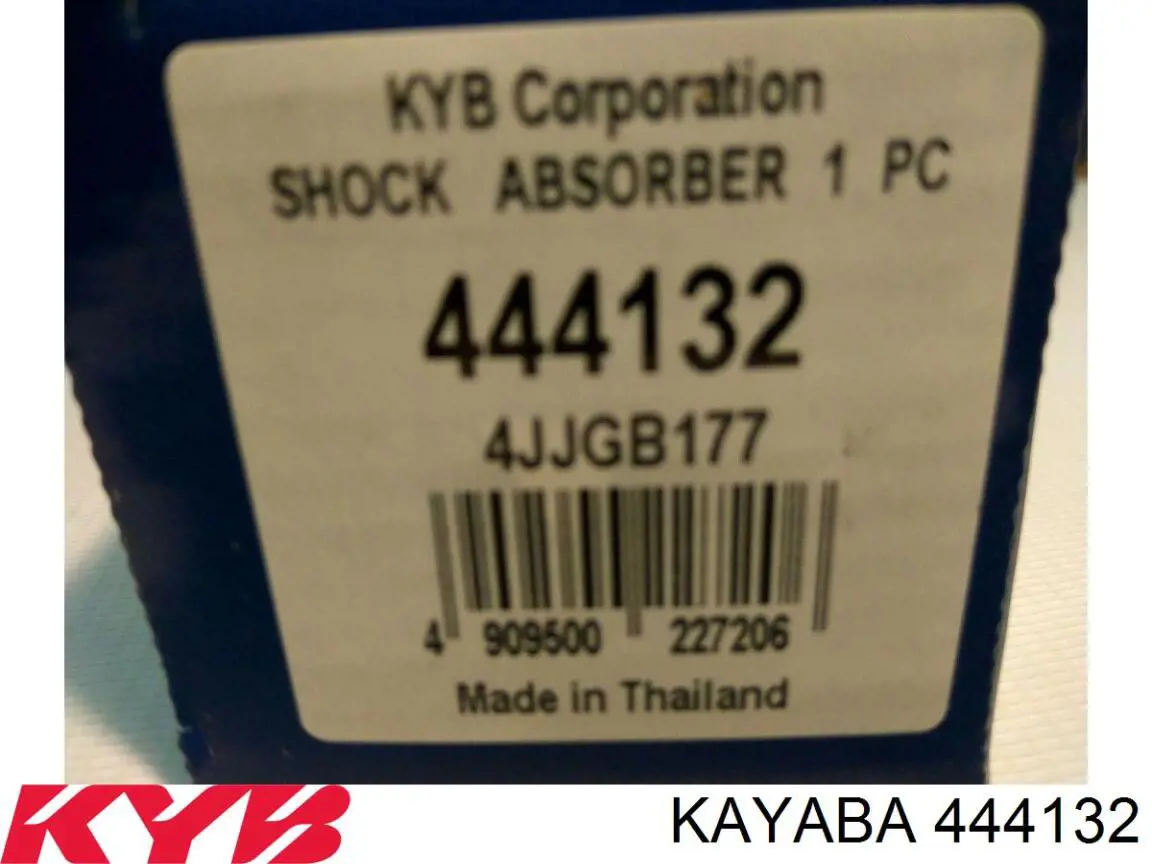 KYB Corporation
SHOCK ABSORBER 1 PC
444132
4JJGB177
4 909500 227206
Made in Thailand
KYB
KAYABA 444132